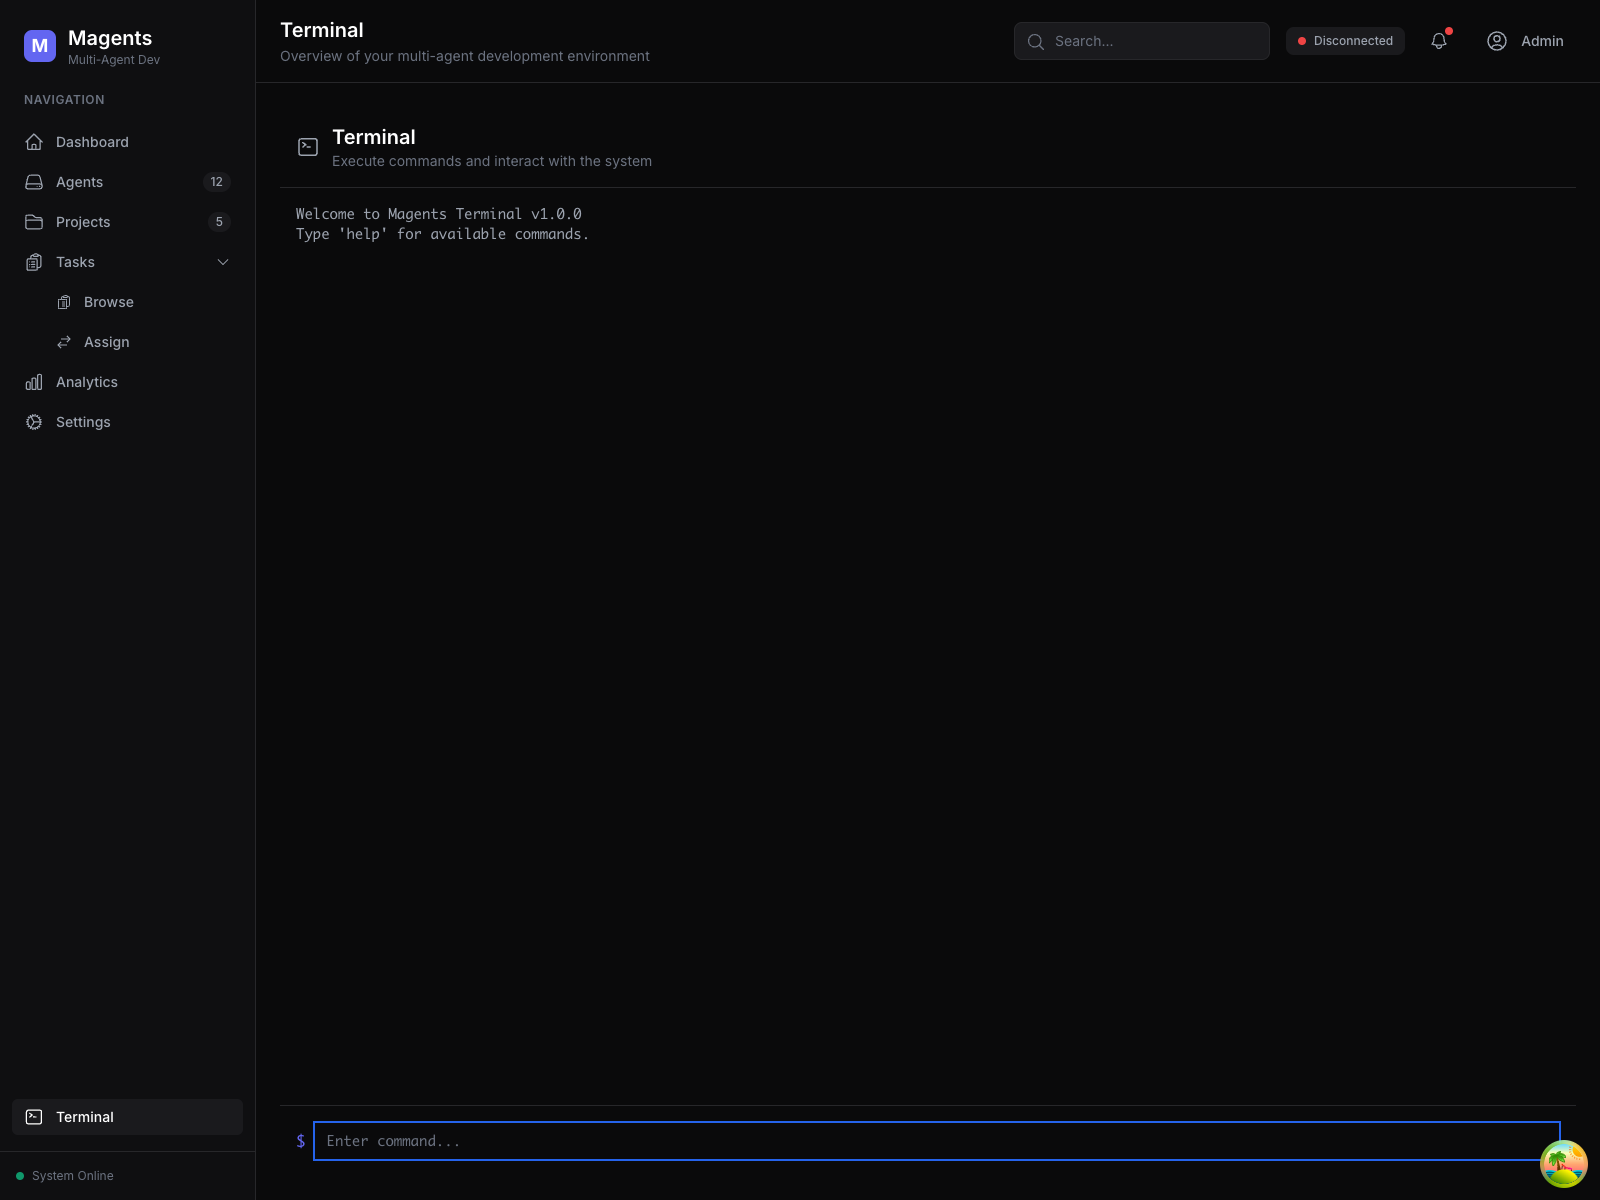 M
Magents
Multi-Agent Dev
NAVIGATION
Dashboard
Agents 12
Projects 5
Tasks
Browse
Assign
Analytics
Settings
Terminal
System Online
Terminal
Overview of your multi-agent development environment
Search...
Disconnected
Admin
Terminal
Execute commands and interact with the system
Welcome to Magents Terminal v1.0.0
Type 'help' for available commands.
$ Enter command...